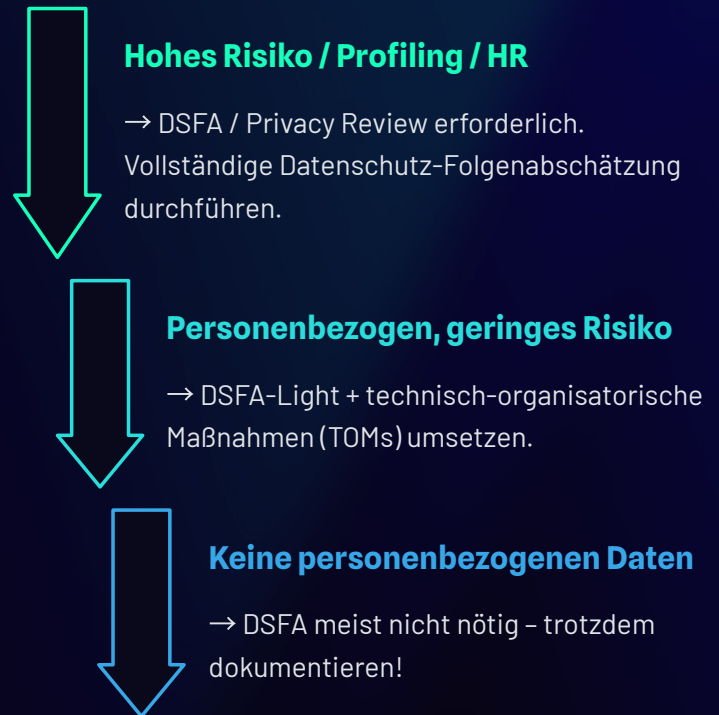 Hohes Risiko / Profiling / HR
→ DSFA / Privacy Review erforderlich.
Vollständige Datenschutz-Folgenabschätzung
durchführen.
Personenbezogen, geringes Risiko
→ DSFA-Light + technisch-organisatorische
Maßnahmen (TOMs) umsetzen.
Keine personenbezogenen Daten
→ DSFA meist nicht nötig – trotzdem
dokumentieren!